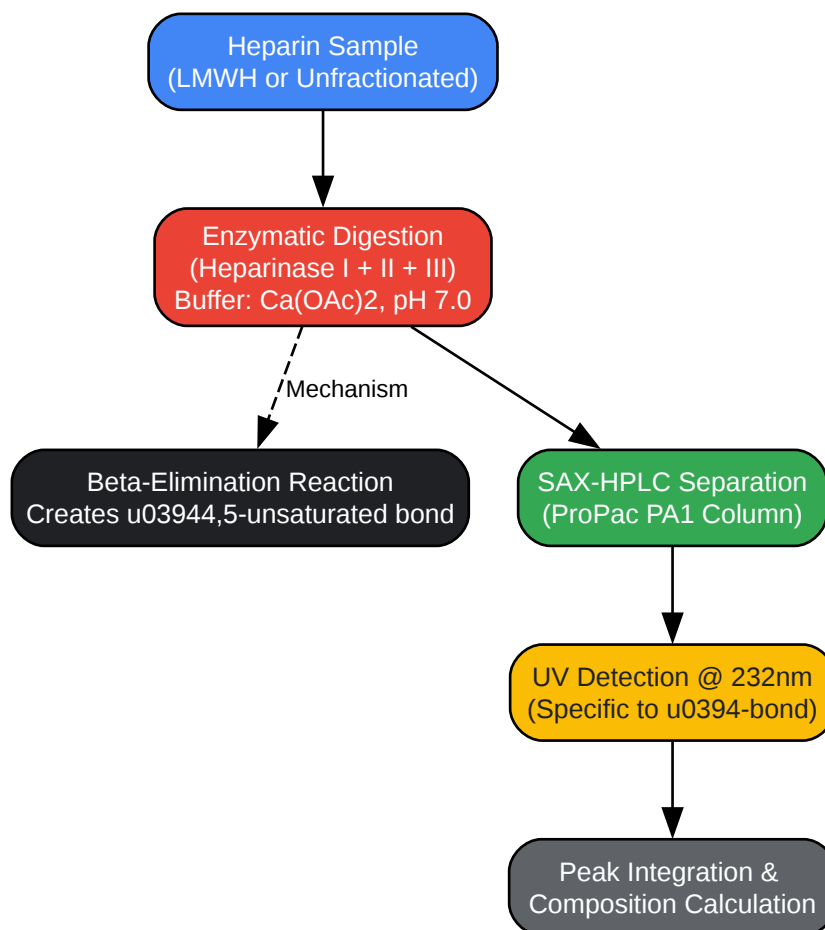 Heparin Sample
(LMWH or Unfractionated)
Enzymatic Digestion
(Heparinase I + II + III)
Buffer: Ca(OAc)2, pH 7.0
Mechanism
Beta-Elimination Reaction
Creates u03944,5-unsaturated bond
SAX-HPLC Separation
(ProPac PA1 Column)
UV Detection @ 232nm
(Specific to u0394-bond)
Peak Integration &
Composition Calculation